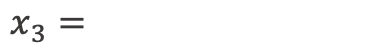 x₃ =